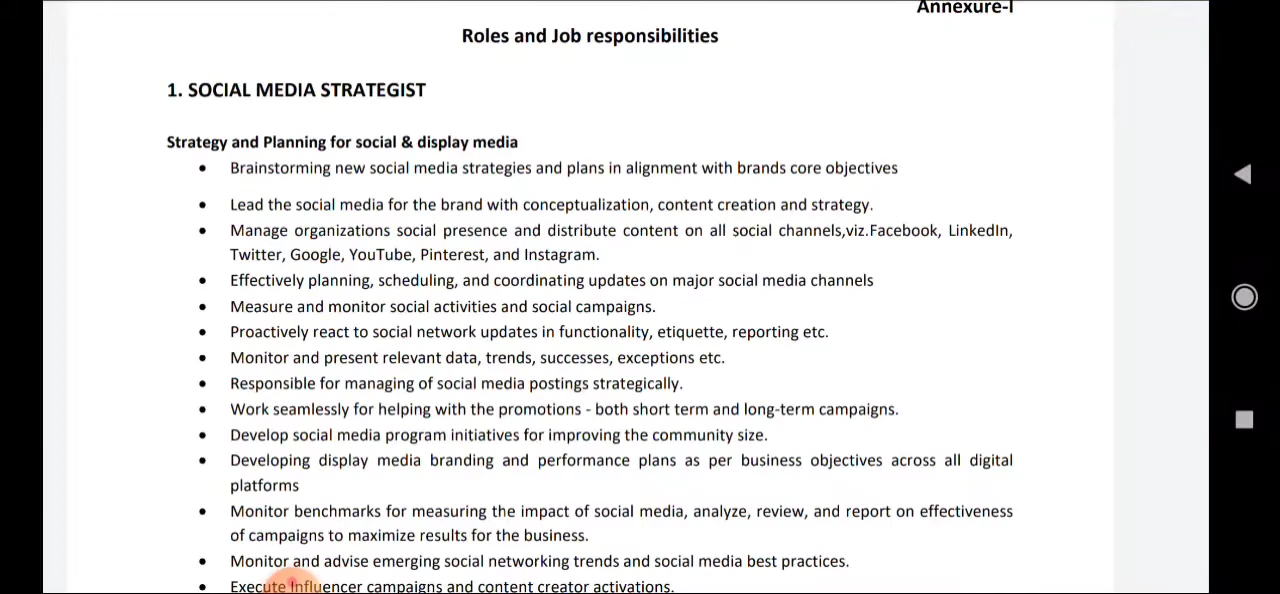 Annexure-I
Roles and Job responsibilities
1. SOCIAL MEDIA STRATEGIST
Strategy and Planning for social & display media
• Brainstorming new social media strategies and plans in alignment with brands core objectives
• Lead the social media for the brand with conceptualization, content creation and strategy.
• Manage organizations social presence and distribute content on all social channels,viz.Facebook, LinkedIn,
Twitter, Google, YouTube, Pinterest, and Instagram.
• Effectively planning, scheduling, and coordinating updates on major social media channels
• Measure and monitor social activities and social campaigns.
• Proactively react to social network updates in functionality, etiquette, reporting etc.
• Monitor and present relevant data, trends, successes, exceptions etc.
• Responsible for managing of social media postings strategically.
• Work seamlessly for helping with the promotions - both short term and long-term campaigns.
• Develop social media program initiatives for improving the community size.
• Developing display media branding and performance plans as per business objectives across all digital
platforms
• Monitor benchmarks for measuring the impact of social media, analyze, review, and report on effectiveness
of campaigns to maximize results for the business.
• Monitor and advise emerging social networking trends and social media best practices.
• Execute Influencer campaigns and content creator activations.